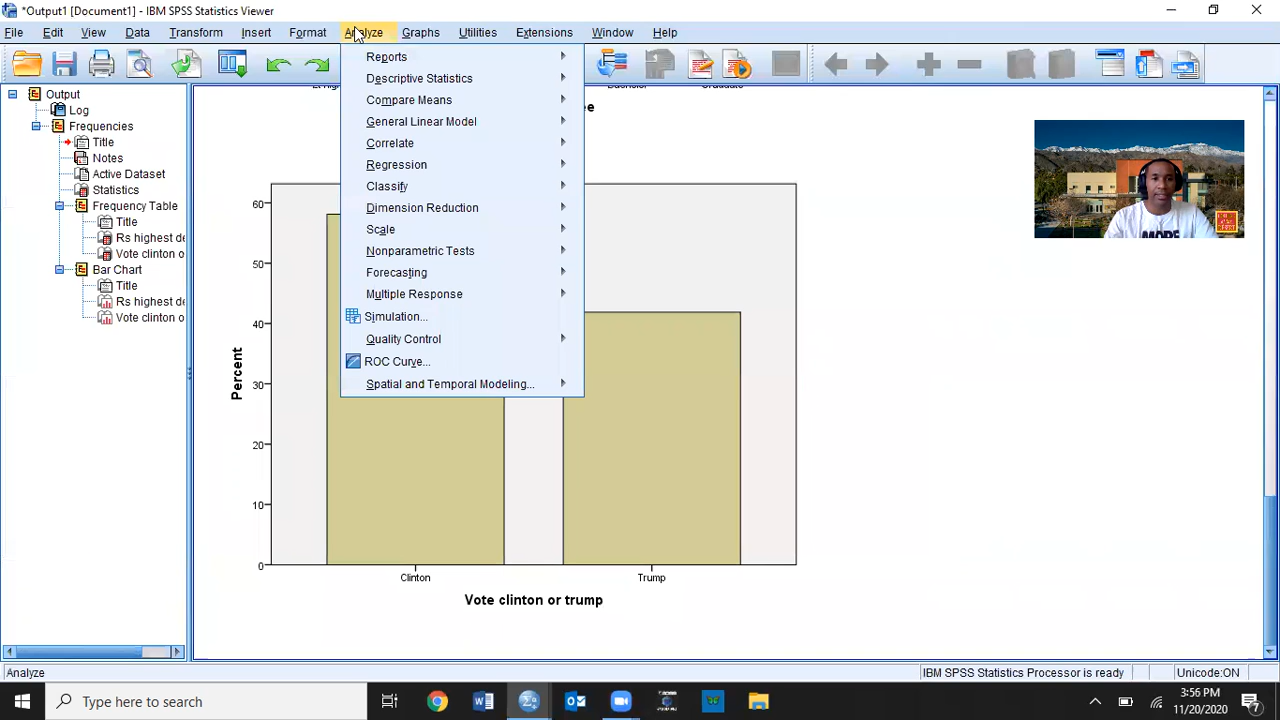 *Output1 [Document1] - IBM SPSS Statistics Viewer
File Edit View Data Transform Insert Format Analyze Graphs Utilities Extensions Window Help
Reports
Descriptive Statistics
Compare Means
General Linear Model
Correlate
Regression
Classify
Dimension Reduction
Scale
Nonparametric Tests
Forecasting
Multiple Response
Simulation...
Quality Control
ROC Curve...
Spatial and Temporal Modeling...
Output
Log
Frequencies
Title
Notes
Active Dataset
Statistics
Frequency Table
Title
Rs highest de
Vote clinton o
Bar Chart
Title
Rs highest de
Vote clinton o
ee
60
50
40
30
20
10
0
Percent
Clinton Trump
Vote clinton or trump
MORE
Analyze
IBM SPSS Statistics Processor is ready
Unicode:ON
Type here to search
3:56 PM
11/20/2020
7